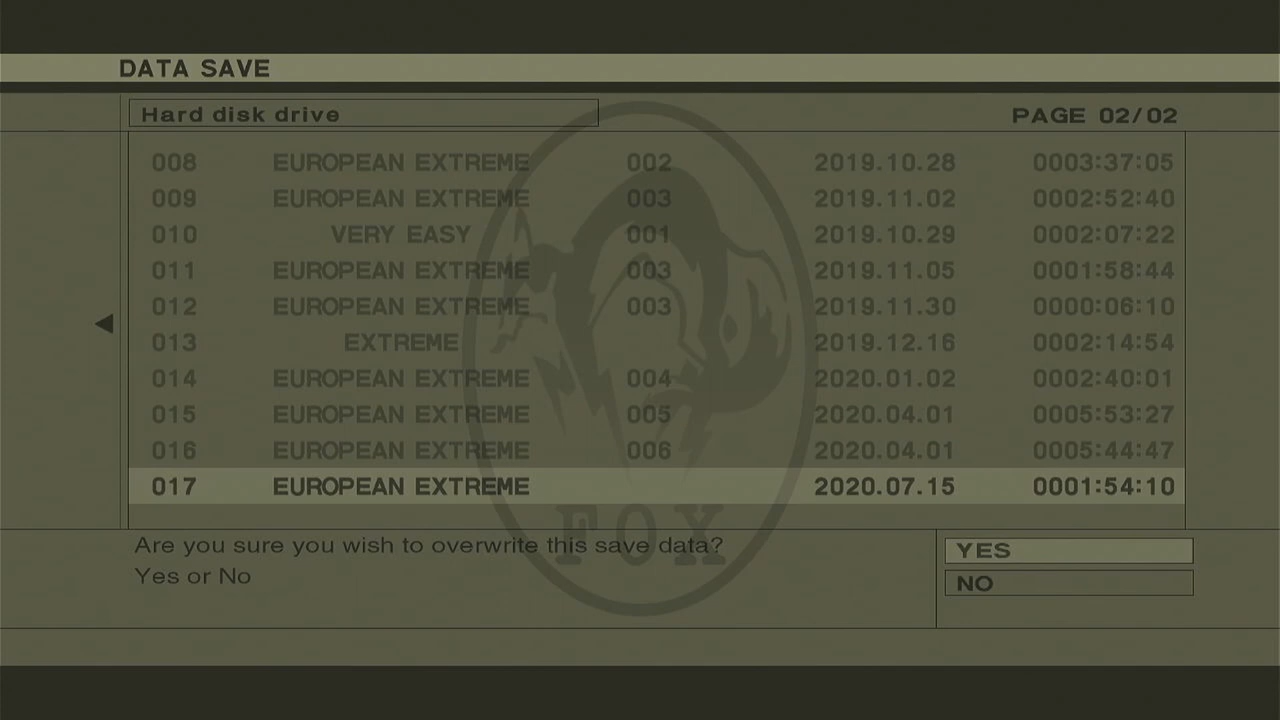 DATA SAVE
Hard disk drive PAGE 02/02
008 EUROPEAN EXTREME 002 2019.10.28 0003:37:05
009 EUROPEAN EXTREME 003 2019.11.02 0002:52:40
010 VERY EASY 001 2019.10.29 0002:07:22
011 EUROPEAN EXTREME 003 2019.11.05 0001:58:44
012 EUROPEAN EXTREME 003 2019.11.30 0000:06:10
013 EXTREME 2019.12.16 0002:14:54
014 EUROPEAN EXTREME 004 2020.01.02 0002:40:01
015 EUROPEAN EXTREME 005 2020.04.01 0005:53:27
016 EUROPEAN EXTREME 006 2020.04.01 0005:44:47
017 EUROPEAN EXTREME 2020.07.15 0001:54:10
FOX
Are you sure you wish to overwrite this save data?
Yes or No
YES
NO